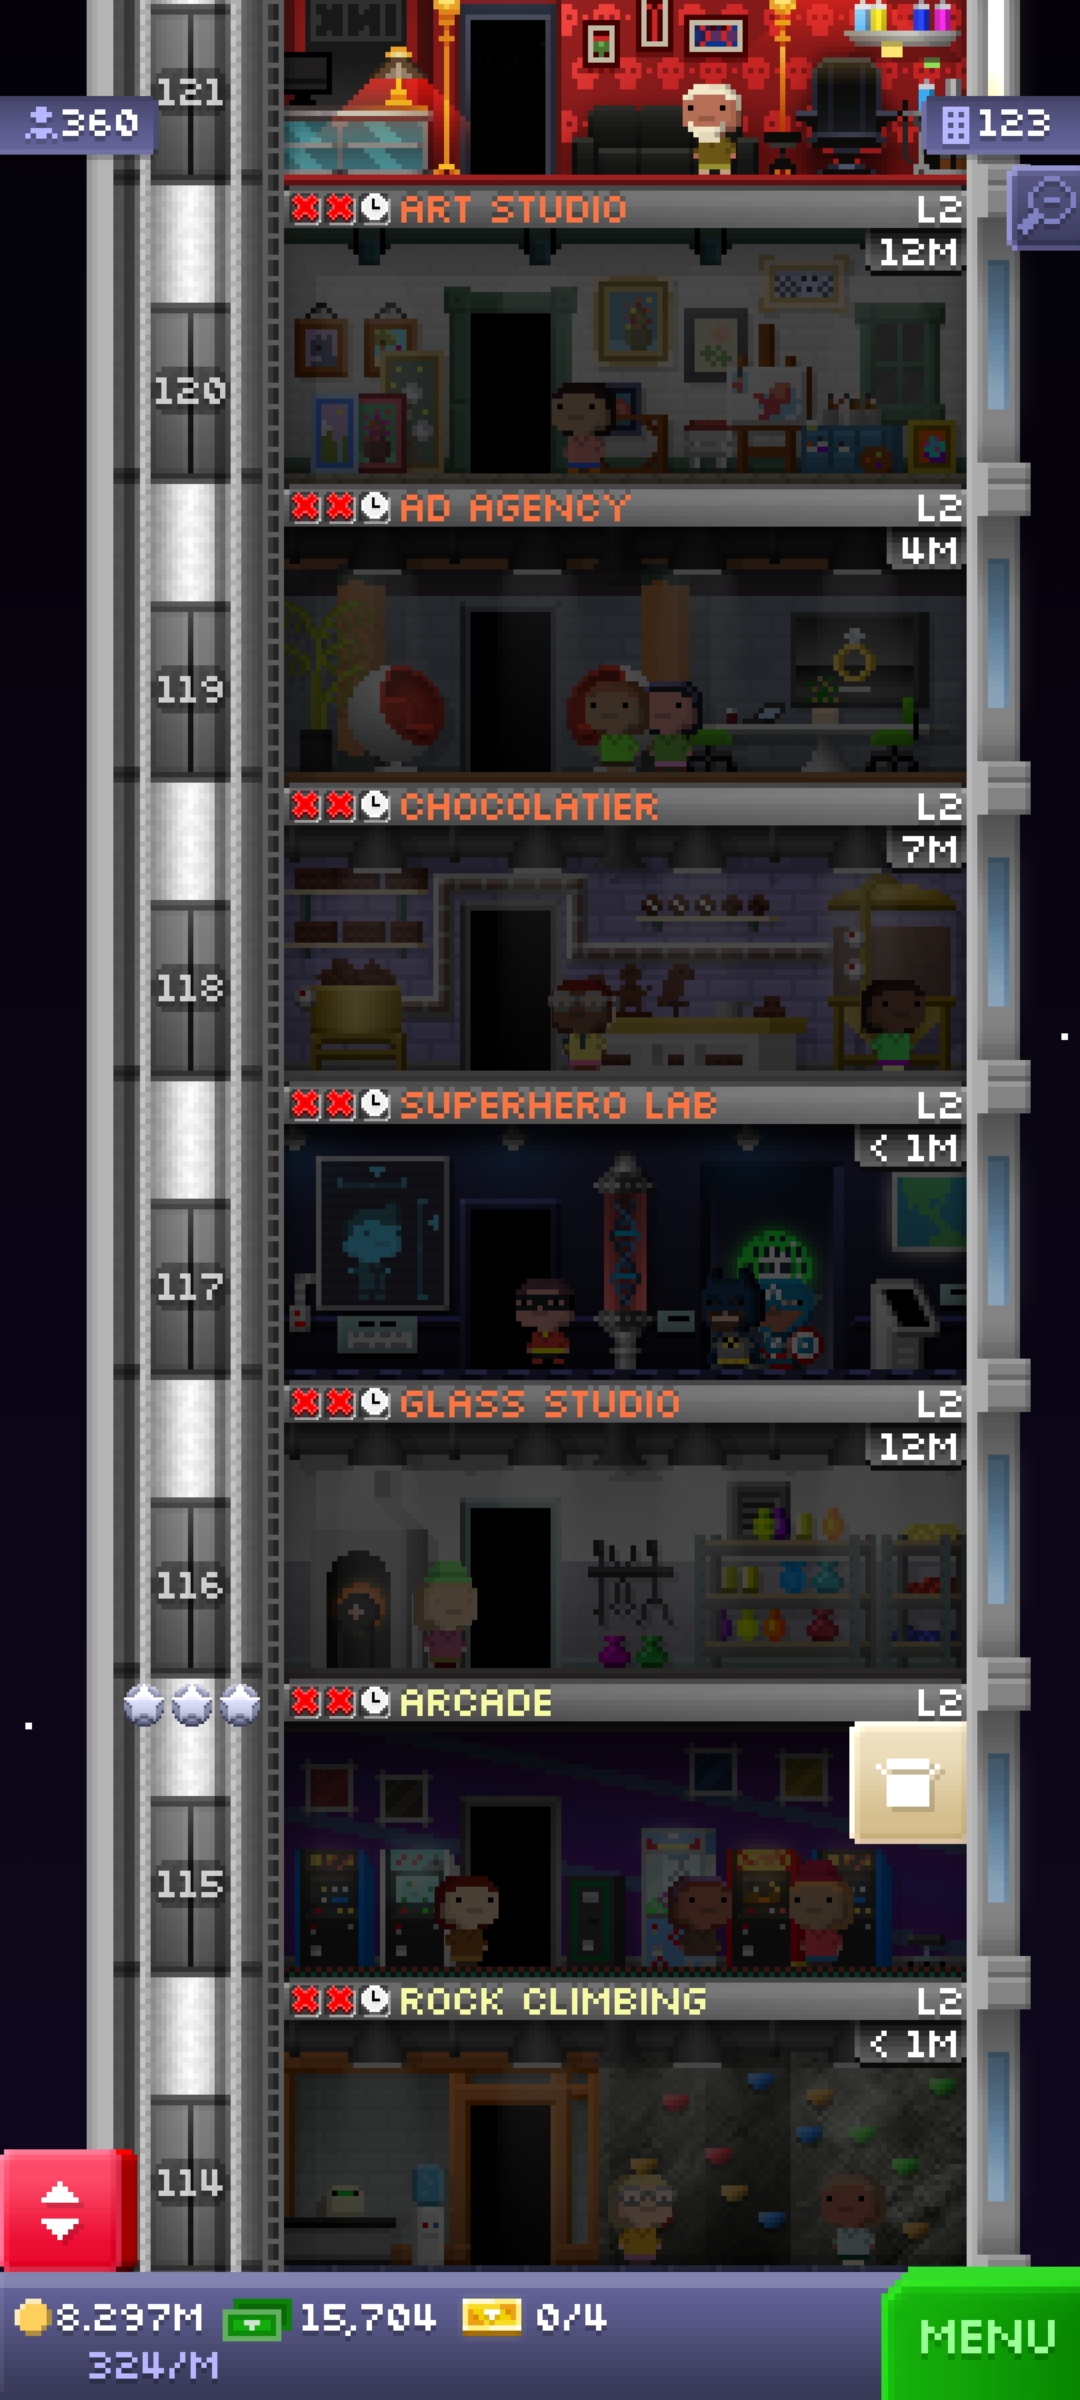 121
360
123
ART STUDIO L2
12M
120
AD AGENCY L2
4M
119
CHOCOLATIER L2
7M
118
SUPERHERO LAB L2
< 1M
117
GLASS STUDIO L2
12M
116
ARCADE L2
115
ROCK CLIMBING L2
< 1M
114
8.297M 15,704 0/4
324/M
MENU